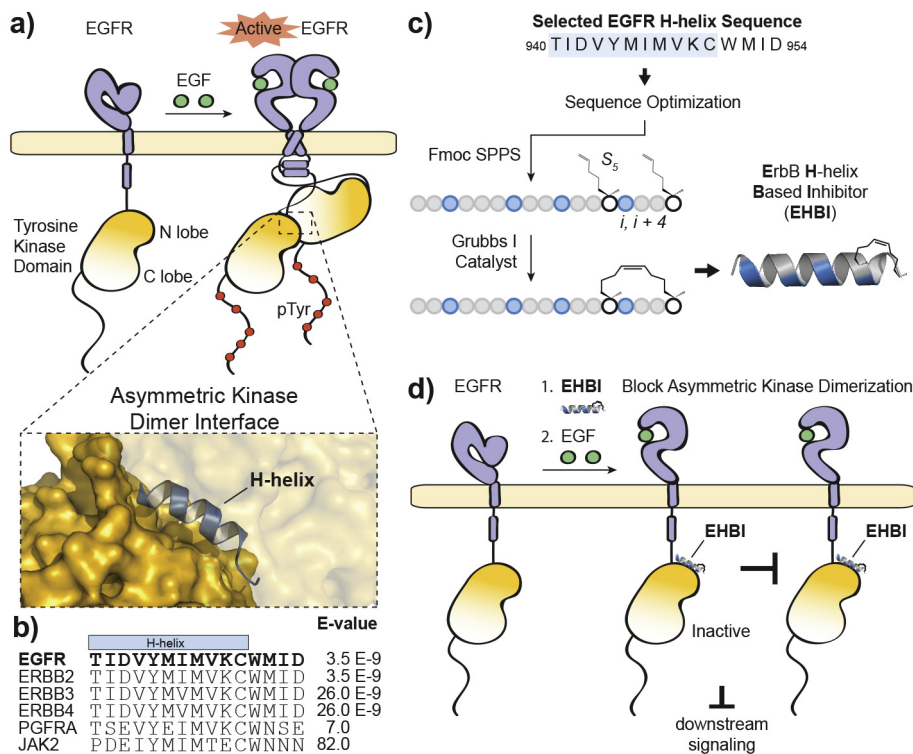 a)
EGFR
Active
EGFR
EGF
Tyrosine
Kinase
Domain
N lobe
C lobe
pTyr
Asymmetric Kinase
Dimer Interface
H-helix
b)
E-value
H-helix
EGFR TIDVYMIMVKCWMID 3.5 E-9
ERBB2 TIDVYMIMVKCWMID 3.5 E-9
ERBB3 TIDVYMVMVKCWMID 26.0 E-9
ERBB4 TIDVYMVMVKCWMID 26.0 E-9
PGFRA TSEVYEIMVKCWNSE 7.0
JAK2 PDEIYMIMTECWNNN 82.0
c)
Selected EGFR H-helix Sequence
940 TIDVYMIMVKCWMID 954
Sequence Optimization
Fmoc SPPS
S5
i, i + 4
Grubbs I
Catalyst
ErbB H-helix
Based Inhibitor
(EHBI)
d)
EGFR
1. EHBI
2. EGF
Block Asymmetric Kinase Dimerization
EHBI
EHBI
Inactive
downstream
signaling